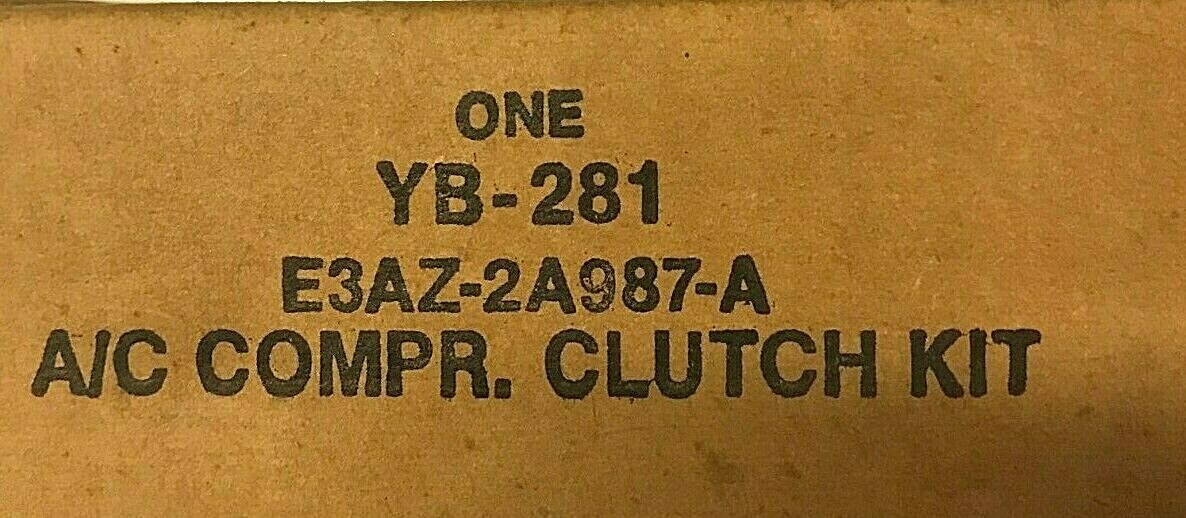 ONE
YB-281
E3AZ-2A987-A
A/C COMPR. CLUTCH KIT